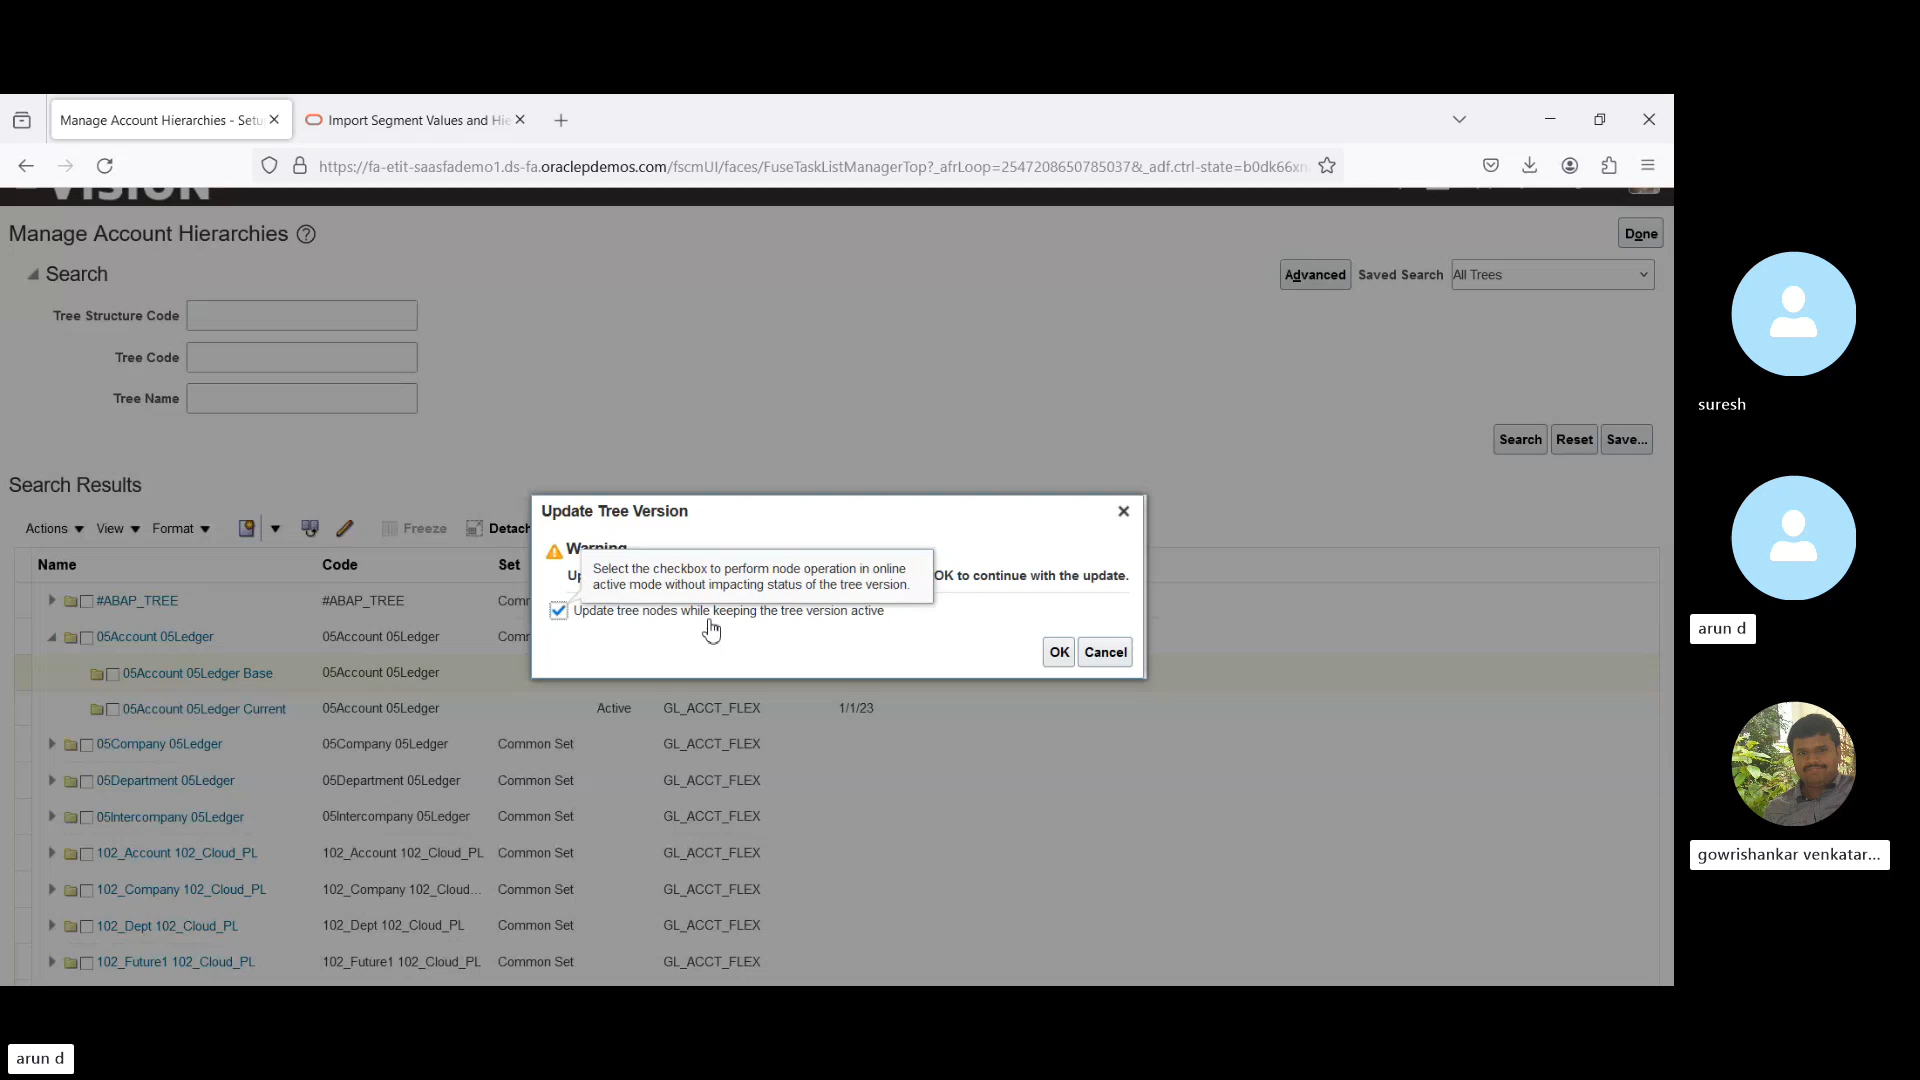 Manage Account Hierarchies - Setu
Import Segment Values and Hie
https://fa-etit-saasfademo1.ds-fa.oraclepdemos.com/fscmUI/faces/FuseTaskListManagerTop?_afrLoop=2547208650785037&_adf.ctrl-state=b0dk66xn
VISION
Manage Account Hierarchies
Done
Search
Advanced Saved Search All Trees
Tree Structure Code
Tree Code
Tree Name
Search Reset Save...
Search Results
Actions View Format Freeze Detach
Name Code Set
#ABAP_TREE #ABAP_TREE
05Account 05Ledger 05Account 05Ledger
05Account 05Ledger Base 05Account 05Ledger
05Account 05Ledger Current 05Account 05Ledger Active GL_ACCT_FLEX 1/1/23
05Company 05Ledger 05Company 05Ledger Common Set GL_ACCT_FLEX
05Department 05Ledger 05Department 05Ledger Common Set GL_ACCT_FLEX
05Intercompany 05Ledger 05Intercompany 05Ledger Common Set GL_ACCT_FLEX
102_Account 102_Cloud_PL 102_Account 102_Cloud_PL Common Set GL_ACCT_FLEX
102_Company 102_Cloud_PL 102_Company 102_Cloud... Common Set GL_ACCT_FLEX
102_Dept 102_Cloud_PL 102_Dept 102_Cloud_PL Common Set GL_ACCT_FLEX
102_Future1 102_Cloud_PL 102_Future1 102_Cloud_PL Common Set GL_ACCT_FLEX
Update Tree Version
Warning
Select the checkbox to perform node operation in online
active mode without impacting status of the tree version.
OK to continue with the update.
Update tree nodes while keeping the tree version active
OK Cancel
suresh
arun d
gowrishankar venkatar...
arun d